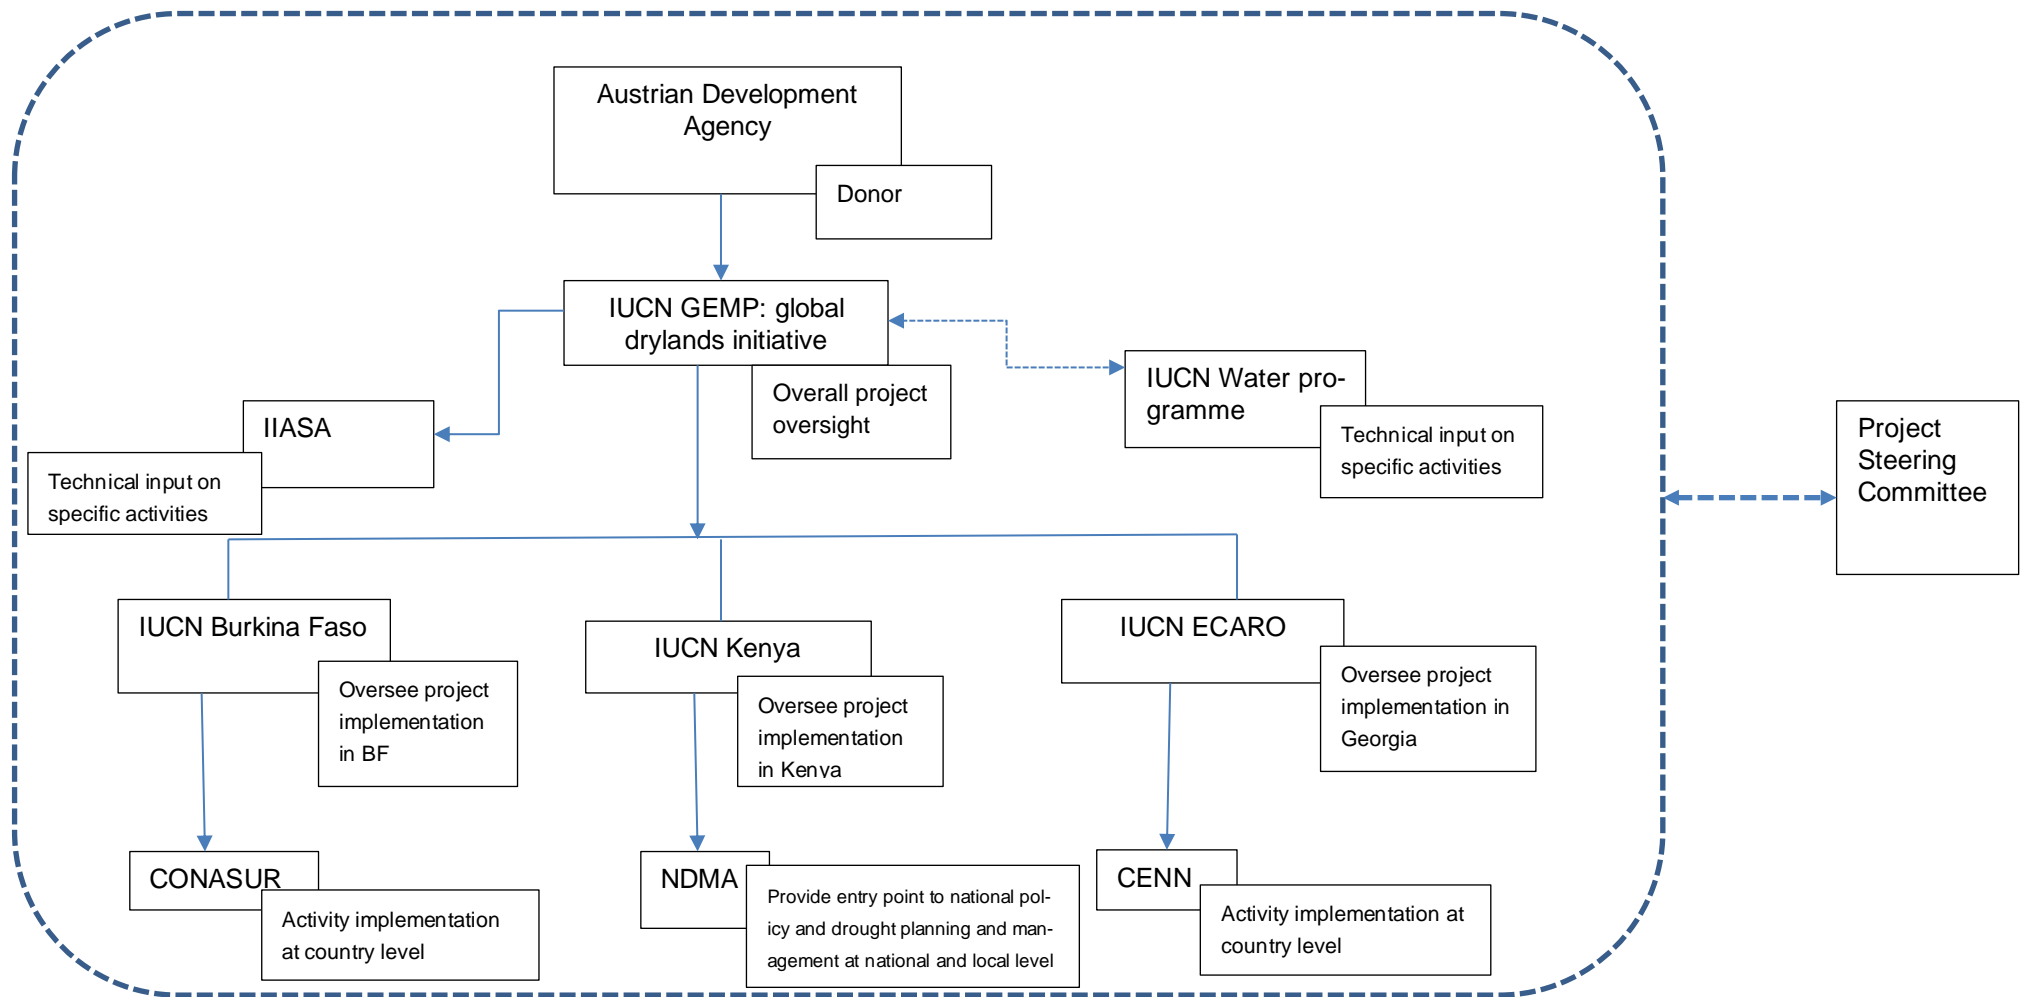 Austrian Development
Agency
Donor
IUCN GEMP: global
drylands initiative
Overall project
oversight
IUCN Water pro-
gramme
Technical input on
specific activities
IIASA
Technical input on
specific activities
Project
Steering
Committee
IUCN Burkina Faso
Oversee project
implementation
in BF
IUCN Kenya
Oversee project
implementation
in Kenya
IUCN ECARO
Oversee project
implementation in
Georgia
CONASUR
Activity implementation
at country level
NDMA
Provide entry point to national pol-
icy and drought planning and man-
agement at national and local level
CENN
Activity implementation at
country level